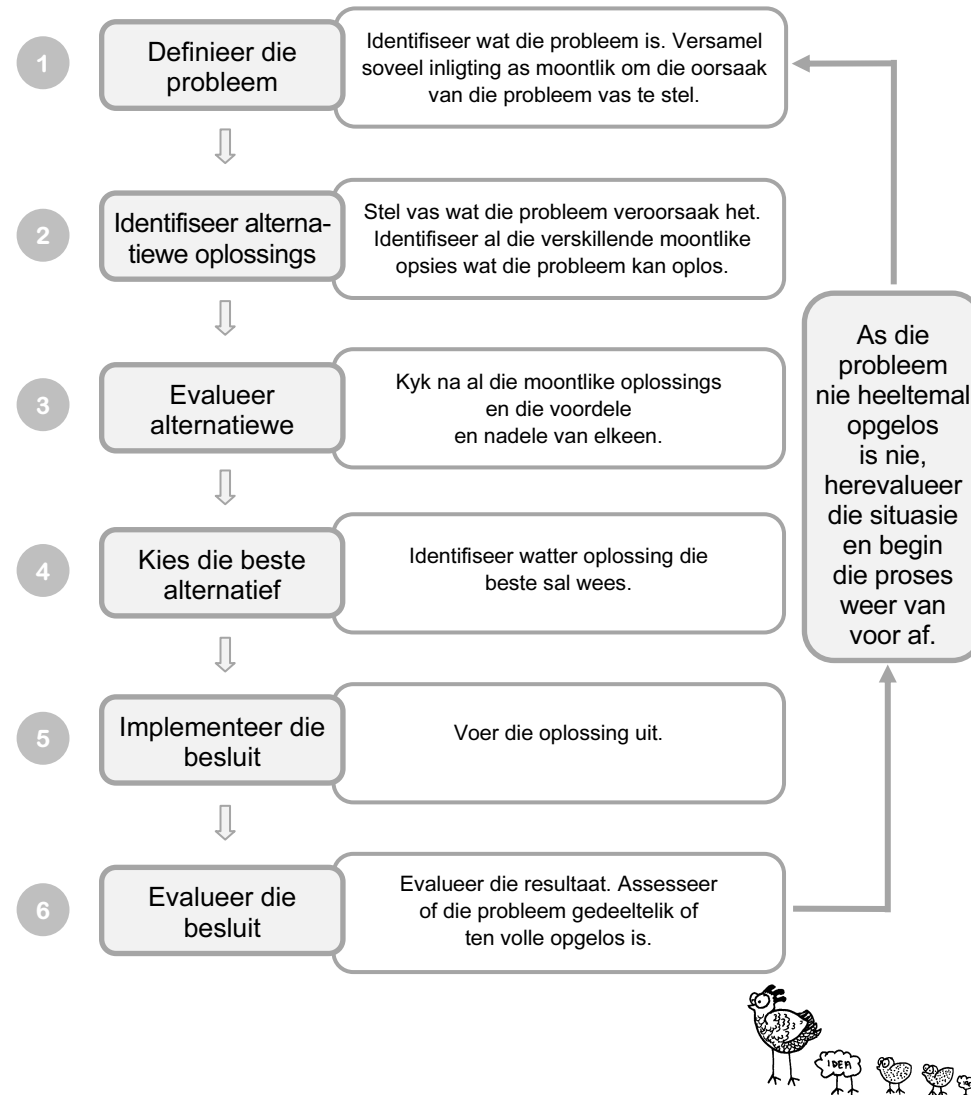 1
Definieer die
probleem
Identifiseer wat die probleem is. Versamel
soveel inligting as moontlik om die oorsaak
van die probleem vas te stel.
2
Identifiseer alterna-
tiewe oplossings
Stel vas wat die probleem veroorsaak het.
Identifiseer al die verskillende moontlike
opsies wat die probleem kan oplos.
3
Evalueer
alternatiewe
Kyk na al die moontlike oplossings
en die voordele
en nadele van elkeen.
4
Kies die beste
alternatief
Identifiseer watter oplossing die
beste sal wees.
5
Implementeer die
besluit
Voer die oplossing uit.
6
Evalueer die
besluit
Evalueer die resultaat. Assesseer
of die probleem gedeeltelik of
ten volle opgelos is.
As die
probleem
nie heeltemal
opgelos
is nie,
herevalueer
die situasie
en begin
die proses
weer van
voor af.
IDEA